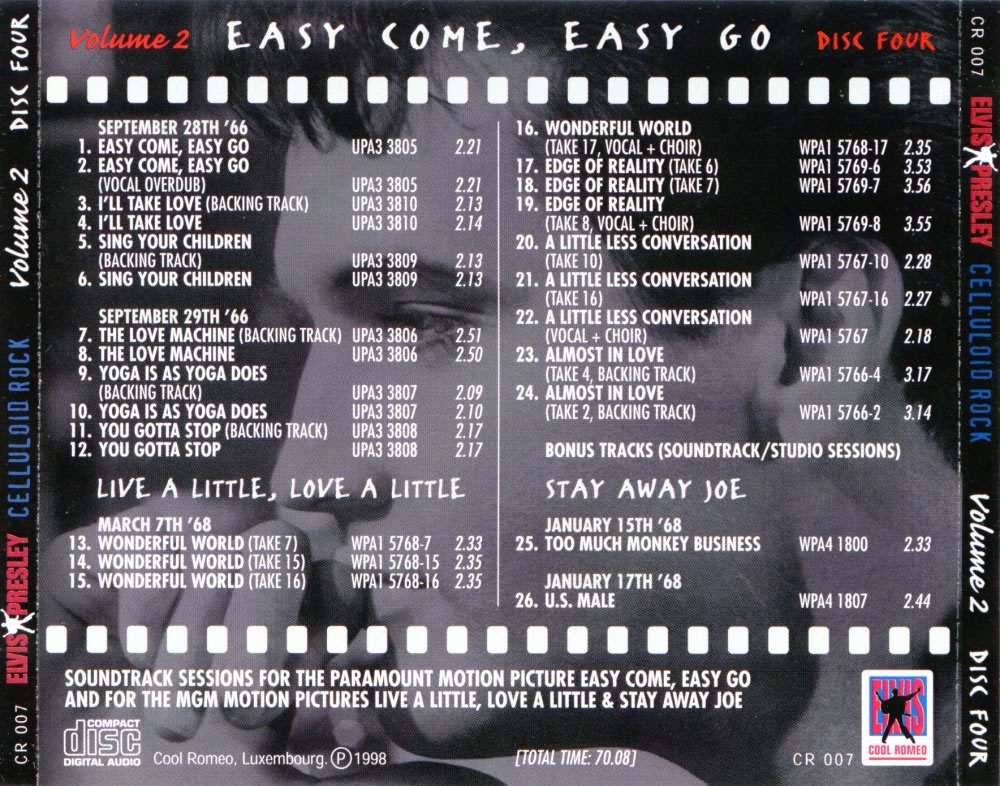 Volume 2 EASY COME, EASY GO DISC FOUR
SEPTEMBER 28TH '66
1. EASY COME, EASY GO UPA3 3805 2.21
2. EASY COME, EASY GO
(VOCAL OVERDUB) UPA3 3805 2.21
3. I'LL TAKE LOVE (BACKING TRACK) UPA3 3810 2.13
4. I'LL TAKE LOVE UPA3 3810 2.14
5. SING YOUR CHILDREN
(BACKING TRACK) UPA3 3809 2.13
6. SING YOUR CHILDREN UPA3 3809 2.13
SEPTEMBER 29TH '66
7. THE LOVE MACHINE (BACKING TRACK) UPA3 3806 2.51
8. THE LOVE MACHINE UPA3 3806 2.50
9. YOGA IS AS YOGA DOES
(BACKING TRACK) UPA3 3807 2.09
10. YOGA IS AS YOGA DOES UPA3 3807 2.10
11. YOU GOTTA STOP (BACKING TRACK) UPA3 3808 2.17
12. YOU GOTTA STOP UPA3 3808 2.17
LIVE A LITTLE, LOVE A LITTLE
MARCH 7TH '68
13. WONDERFUL WORLD (TAKE 7) WPA1 5768-7 2.33
14. WONDERFUL WORLD (TAKE 15) WPA1 5768-15 2.35
15. WONDERFUL WORLD (TAKE 16) WPA1 5768-16 2.35
16. WONDERFUL WORLD
(TAKE 17, VOCAL + CHOIR) WPA1 5768-17 2.35
17. EDGE OF REALITY (TAKE 6) WPA1 5769-6 3.53
18. EDGE OF REALITY (TAKE 7) WPA1 5769-7 3.56
19. EDGE OF REALITY
(TAKE 8, VOCAL + CHOIR) WPA1 5769-8 3.55
20. A LITTLE LESS CONVERSATION
(TAKE 10) WPA1 5767-10 2.28
21. A LITTLE LESS CONVERSATION
(TAKE 16) WPA1 5767-16 2.27
22. A LITTLE LESS CONVERSATION
(VOCAL + CHOIR) WPA1 5767 2.18
23. ALMOST IN LOVE
(TAKE 4, BACKING TRACK) WPA1 5766-4 3.17
24. ALMOST IN LOVE
(TAKE 2, BACKING TRACK) WPA1 5766-2 3.14
BONUS TRACKS (SOUNDTRACK/STUDIO SESSIONS)
STAY AWAY JOE
JANUARY 15TH '68
25. TOO MUCH MONKEY BUSINESS WPA4 1800 2.33
JANUARY 17TH '68
26. U.S. MALE WPA4 1807 2.44
SOUNDTRACK SESSIONS FOR THE PARAMOUNT MOTION PICTURE EASY COME, EASY GO
AND FOR THE MGM MOTION PICTURES LIVE A LITTLE, LOVE A LITTLE & STAY AWAY JOE
COMPACT
disc
DIGITAL AUDIO
Cool Romeo, Luxembourg. Ⓟ 1998 [TOTAL TIME: 70.08] CR 007
ELVIS
COOL ROMEO
CR 007 ELVIS PRESLEY CELLULOID ROCK Volume 2 DISC FOUR
CR 007 ELVIS PRESLEY CELLULOID ROCK Volume 2 DISC FOUR